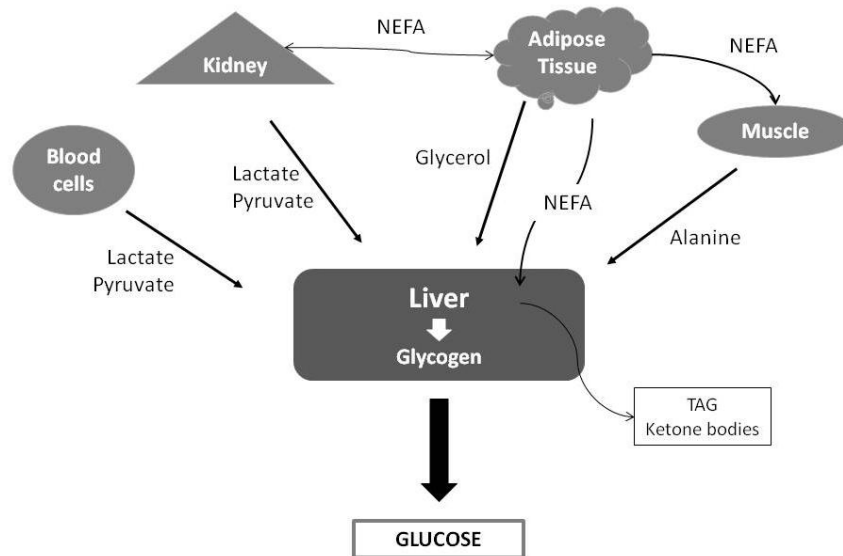 NEFA
Adipose
Tissue
NEFA
Kidney
Muscle
Blood
cells
Lactate
Pyruvate
Glycerol
NEFA
Alanine
Lactate
Pyruvate
Liver
Glycogen
TAG
Ketone bodies
GLUCOSE